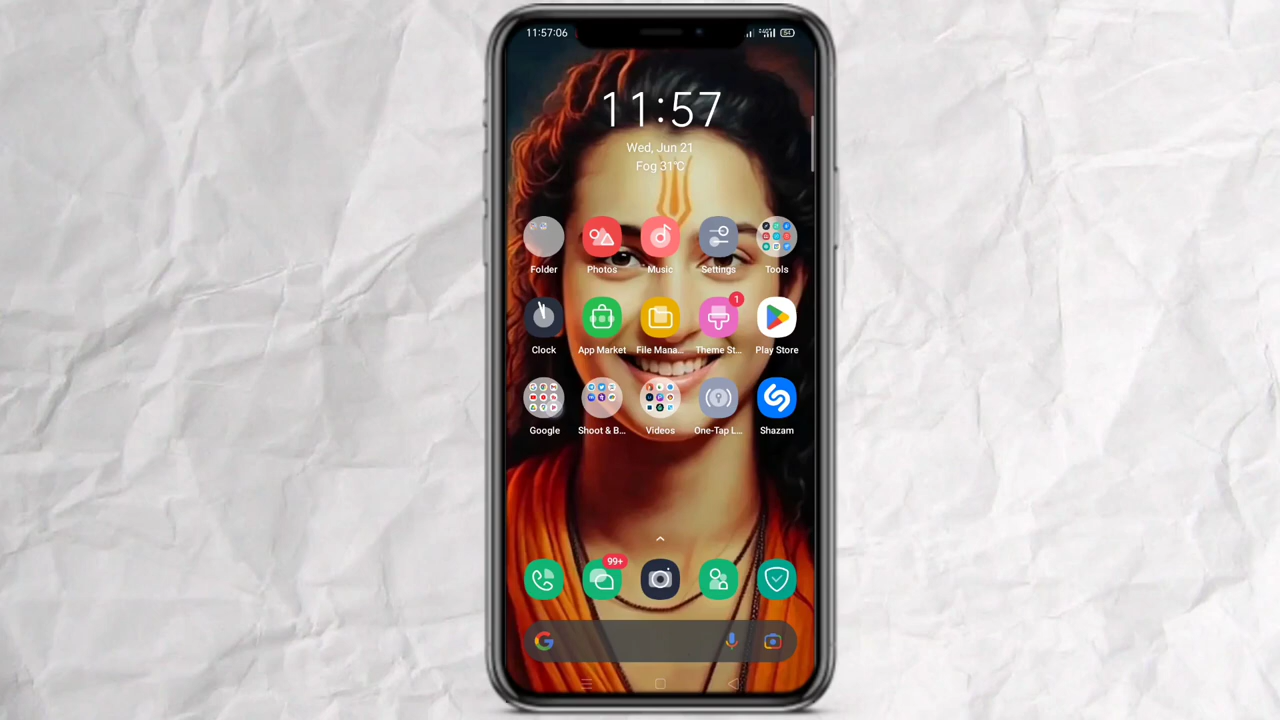 11:57:06
54
11:57
Wed, Jun 21
Fog 31°C
Folder Photos Music Settings Tools
1
Clock App Market File Mana... Theme St... Play Store
Google Shoot & B... Videos One-Tap L... Shazam
99+